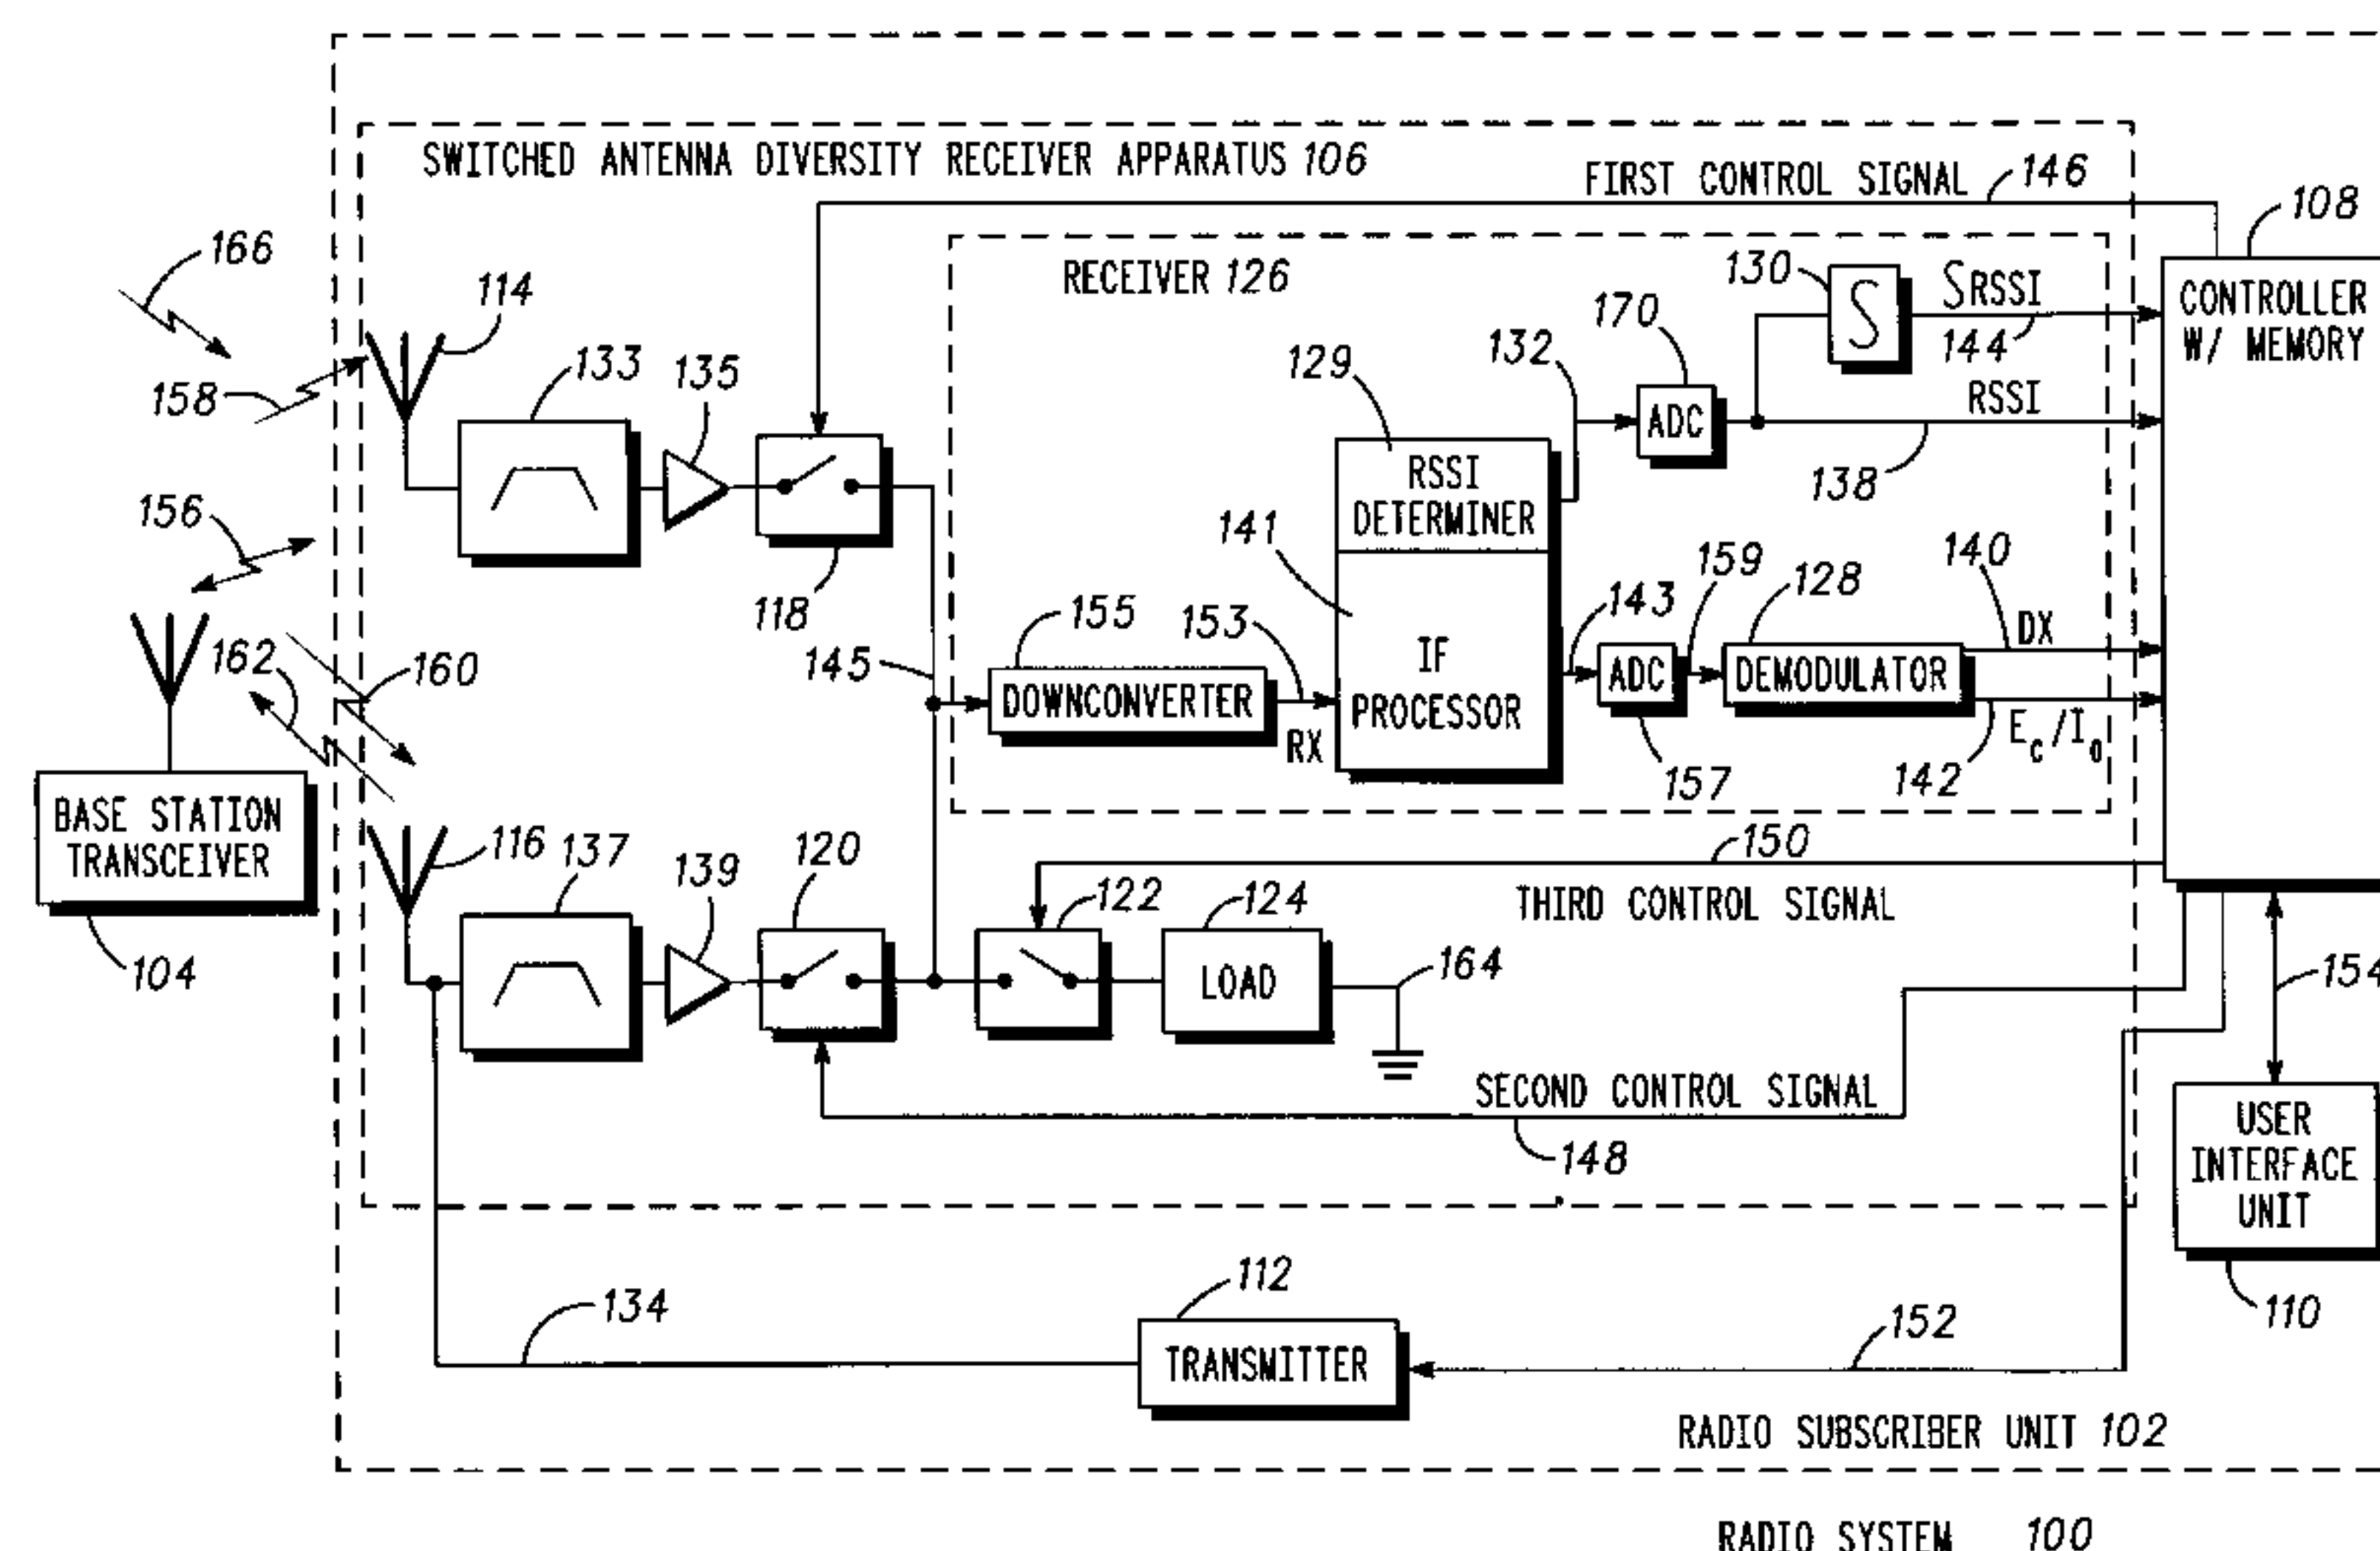 SWITCHED ANTENNA DIVERSITY RECEIVER APPARATUS 106
FIRST CONTROL SIGNAL
146
108
166
114
RECEIVER 126
130
SRSSI
144
CONTROLLER
W/ MEMORY
170
132
129
158
133
135
ADC
RSSI
138
RSSI
DETERMINER
156
118
141
143
159
128
140
DX
155
153
145
162
160
DOWNCONVERTER
RX
IF
PROCESSOR
ADC
157
DEMODULATOR
Ec/Io
142
BASE STATION
TRANSCEIVER
104
116
137
139
120
122
124
150
THIRD CONTROL SIGNAL
LOAD
164
154
SECOND CONTROL SIGNAL
148
USER
INTERFACE
UNIT
110
112
134
TRANSMITTER
152
RADIO SUBSCRIBER UNIT 102
RADIO SYSTEM 100